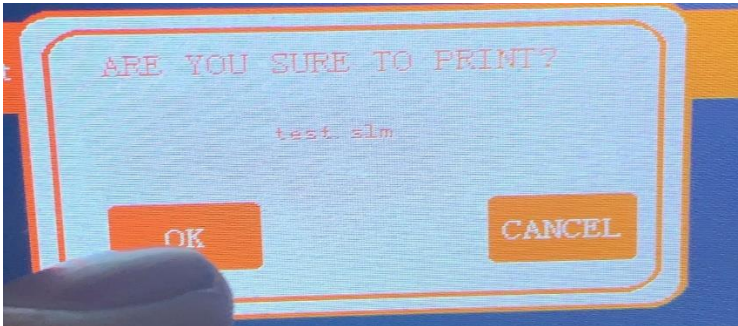 t
ARE YOU SURE TO PRINT?
test.slm
OK
CANCEL